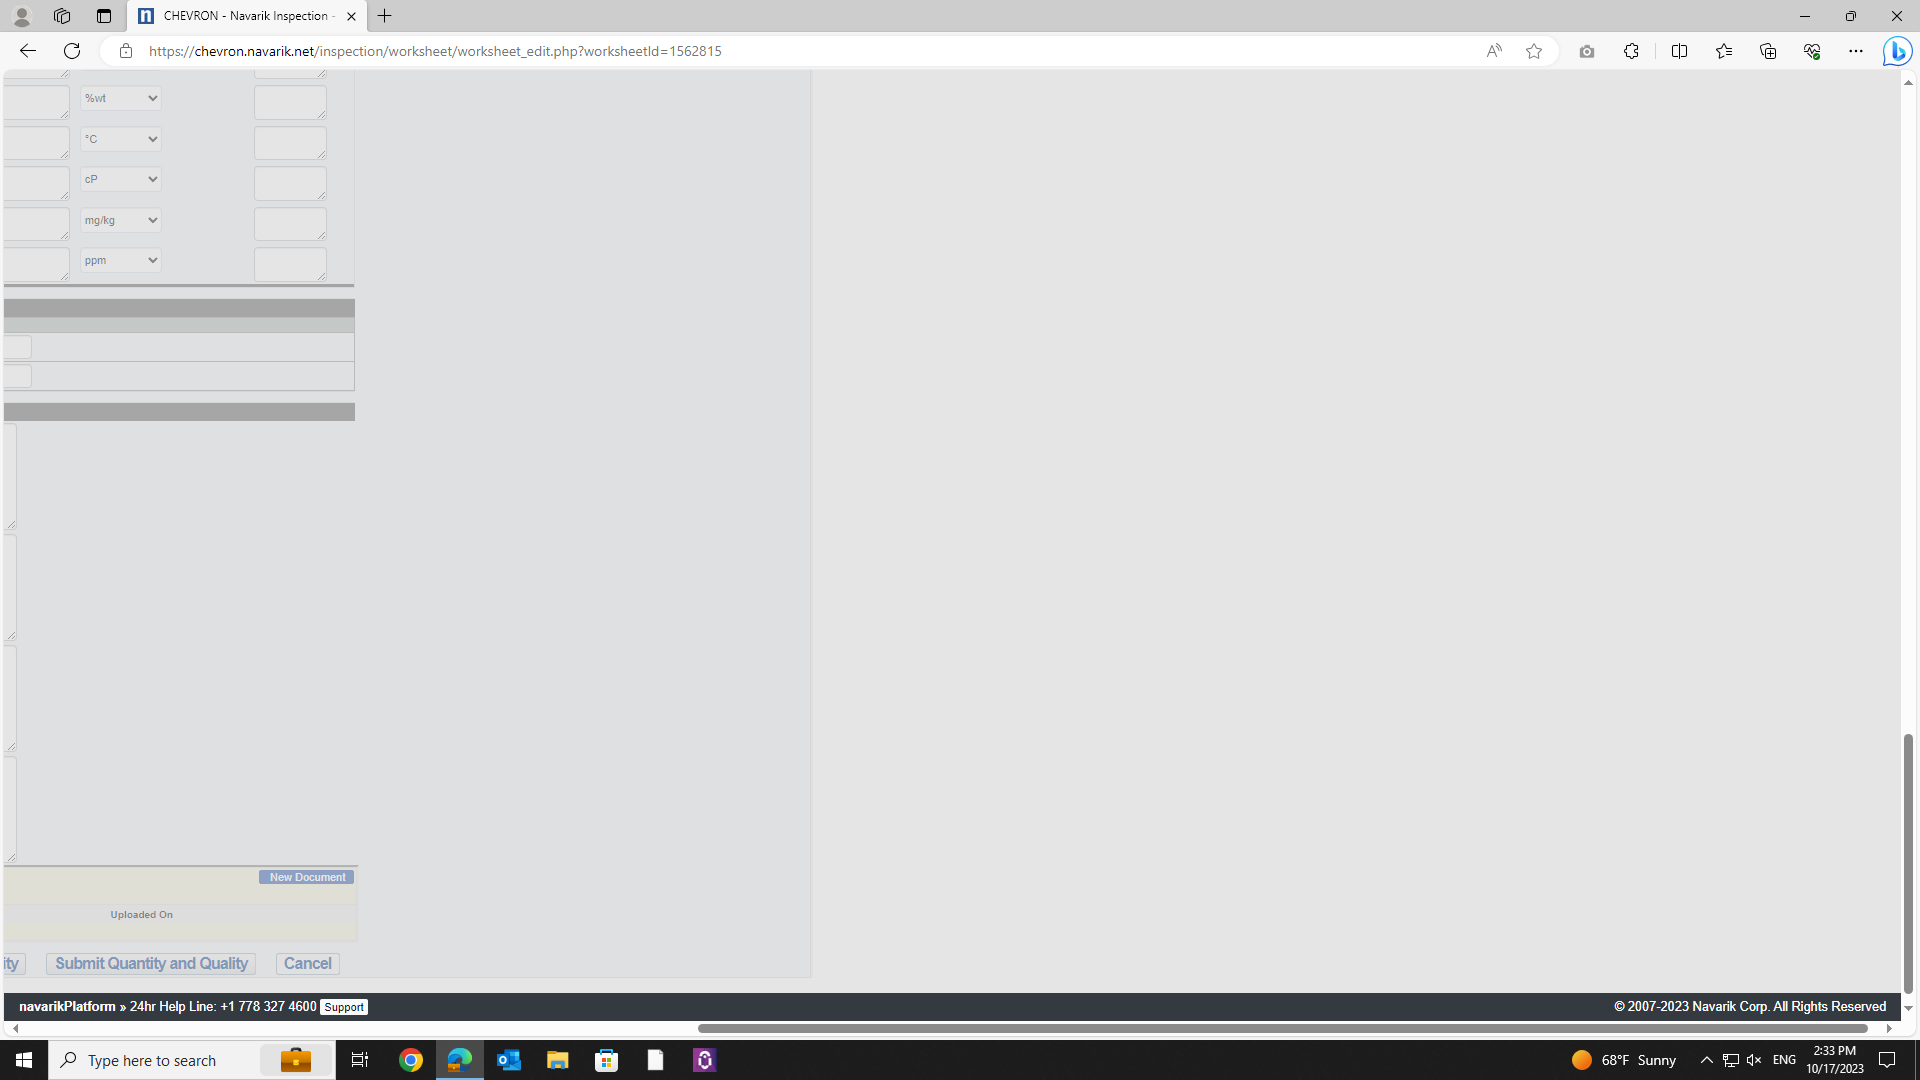 CHEVRON - Navarik Inspection -
https://chevron.navarik.net/inspection/worksheet/worksheet_edit.php?worksheetId=1562815
%wt
°C
cP
mg/kg
ppm
New Document
Uploaded On
ity
Submit Quantity and Quality
Cancel
navarikPlatform » 24hr Help Line: +1 778 327 4600 Support
© 2007-2023 Navarik Corp. All Rights Reserved
Type here to search
68°F Sunny
ENG
2:33 PM
10/17/2023